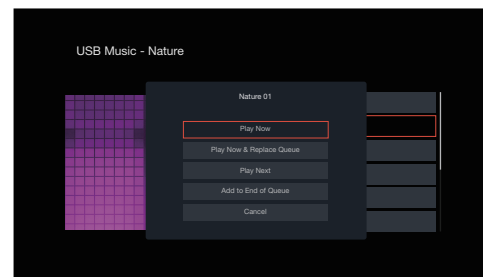 USB Music - Nature
Nature 01
Play Now
Play Now & Replace Queue
Play Next
Add to End of Queue
Cancel